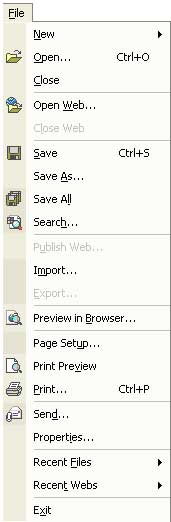 File
New
Open... Ctrl+O
Close
Open Web...
Close Web
Save Ctrl+S
Save As...
Save All
Search...
Publish Web...
Import...
Export...
Preview in Browser...
Page Setup...
Print Preview
Print... Ctrl+P
Send...
Properties...
Recent Files
Recent Webs
Exit